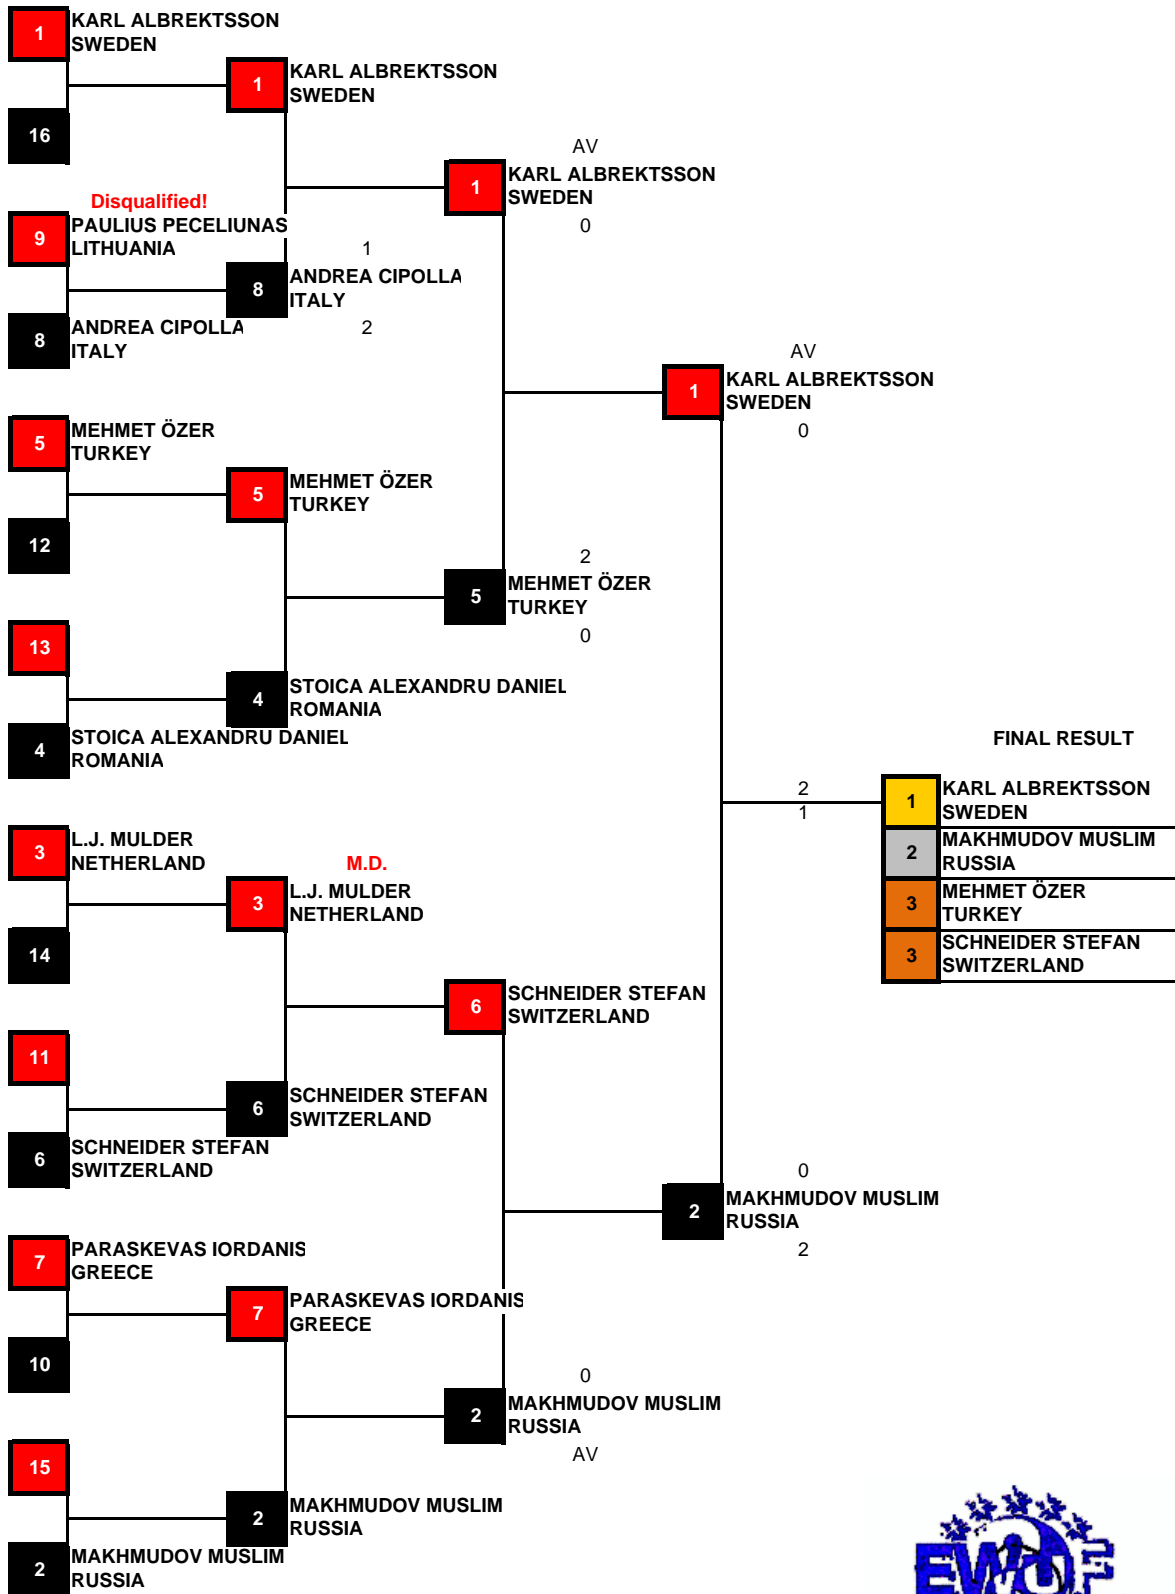 1
KARL ALBREKTSSON
SWEDEN
1
KARL ALBREKTSSON
SWEDEN
16
AV
1
KARL ALBREKTSSON
SWEDEN
0
Disqualified!
9
PAULIUS PECELIUNAS
LITHUANIA
1
8
ANDREA CIPOLLA
ITALY
2
8
ANDREA CIPOLLA
ITALY
AV
1
KARL ALBREKTSSON
SWEDEN
0
5
MEHMET ÖZER
TURKEY
5
MEHMET ÖZER
TURKEY
12
2
5
MEHMET ÖZER
TURKEY
0
13
4
STOICA ALEXANDRU DANIEL
ROMANIA
4
STOICA ALEXANDRU DANIEL
ROMANIA
FINAL RESULT
2
1
1
KARL ALBREKTSSON
SWEDEN
2
MAKHMUDOV MUSLIM
RUSSIA
3
MEHMET ÖZER
TURKEY
3
SCHNEIDER STEFAN
SWITZERLAND
3
L.J. MULDER
NETHERLAND
M.D.
3
L.J. MULDER
NETHERLAND
14
6
SCHNEIDER STEFAN
SWITZERLAND
11
6
SCHNEIDER STEFAN
SWITZERLAND
6
SCHNEIDER STEFAN
SWITZERLAND
0
2
MAKHMUDOV MUSLIM
RUSSIA
2
7
PARASKEVAS IORDANIS
GREECE
7
PARASKEVAS IORDANIS
GREECE
10
0
2
MAKHMUDOV MUSLIM
RUSSIA
AV
15
2
MAKHMUDOV MUSLIM
RUSSIA
2
MAKHMUDOV MUSLIM
RUSSIA